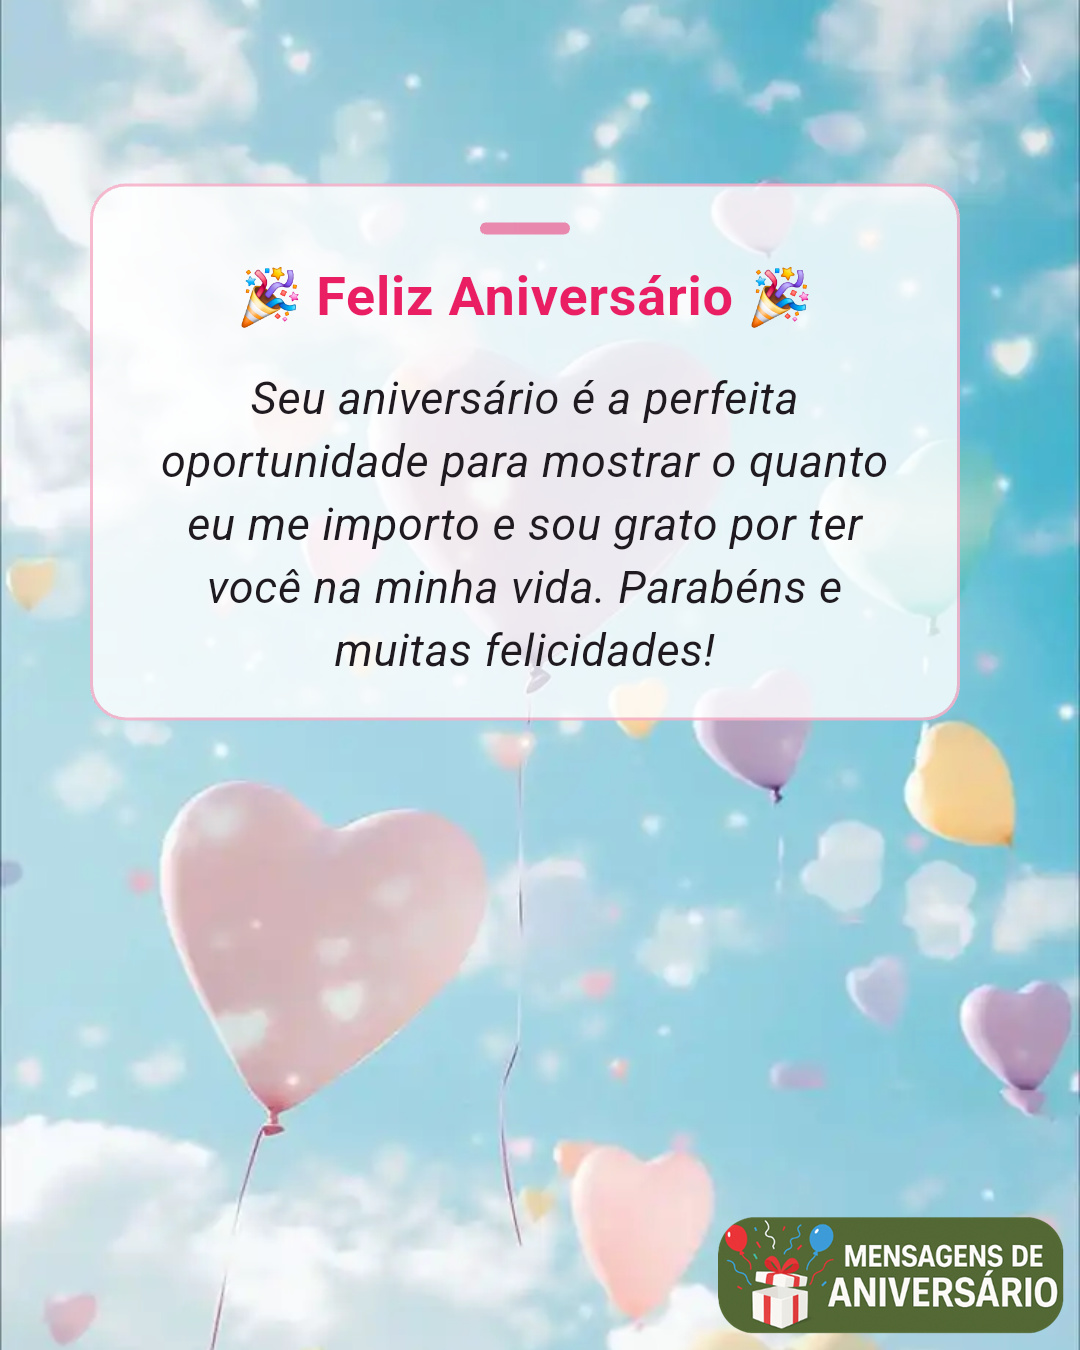 🎉 Feliz Aniversário 🎉
Seu aniversário é a perfeita
oportunidade para mostrar o quanto
eu me importo e sou grato por ter
você na minha vida. Parabéns e
muitas felicidades!
MENSAGENS DE
ANIVERSÁRIO